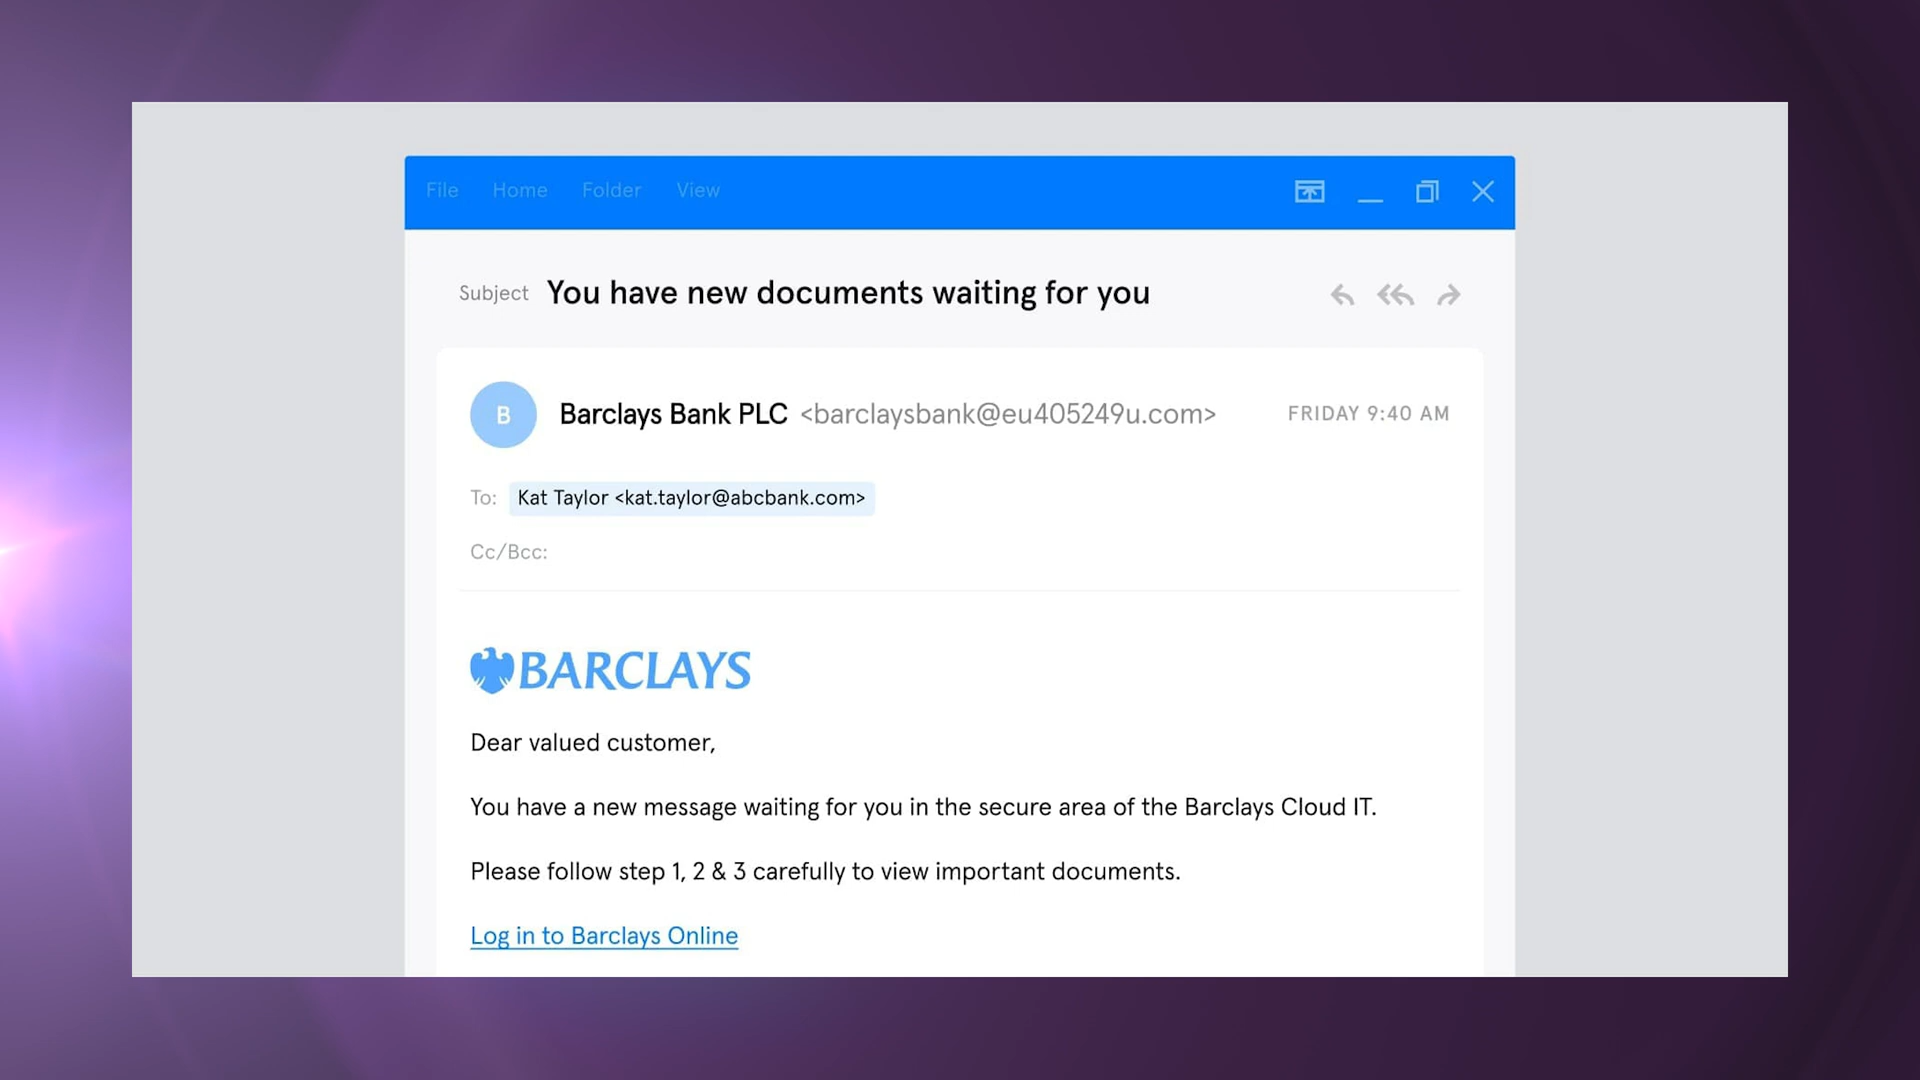 File Home Folder View
Subject You have new documents waiting for you
B Barclays Bank PLC <barclaysbank@eu405249u.com> FRIDAY 9:40 AM
To: Kat Taylor <kat.taylor@abcbank.com>
Cc/Bcc:
BARCLAYS
Dear valued customer,
You have a new message waiting for you in the secure area of the Barclays Cloud IT.
Please follow step 1, 2 & 3 carefully to view important documents.
Log in to Barclays Online